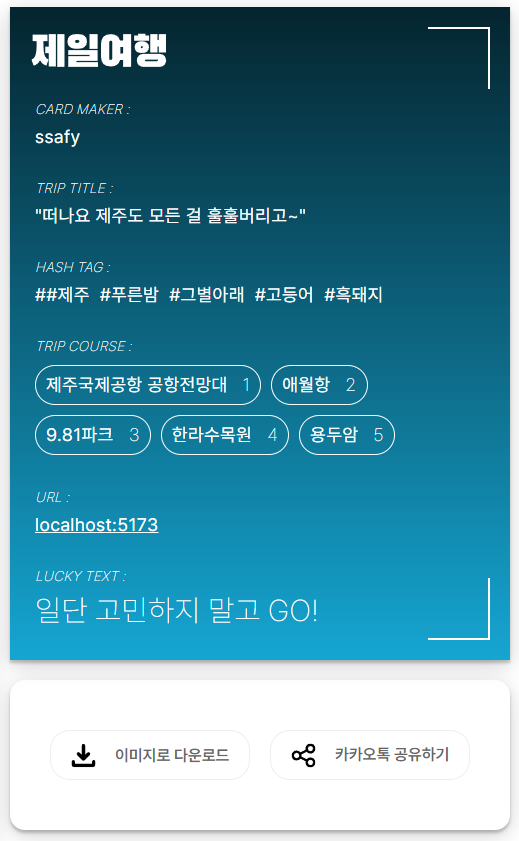 제일여행
CARD MAKER :
ssafy
TRIP TITLE :
"떠나요 제주도 모든 걸 훌훌버리고~"
HASH TAG :
##제주 #푸른밤 #그별아래 #고등어 #흑돼지
TRIP COURSE :
제주국제공항 공항전망대 1 애월항 2
9.81파크 3 한라수목원 4 용두암 5
URL :
localhost:5173
LUCKY TEXT :
일단 고민하지 말고 GO!
이미지로 다운로드 카카오톡 공유하기